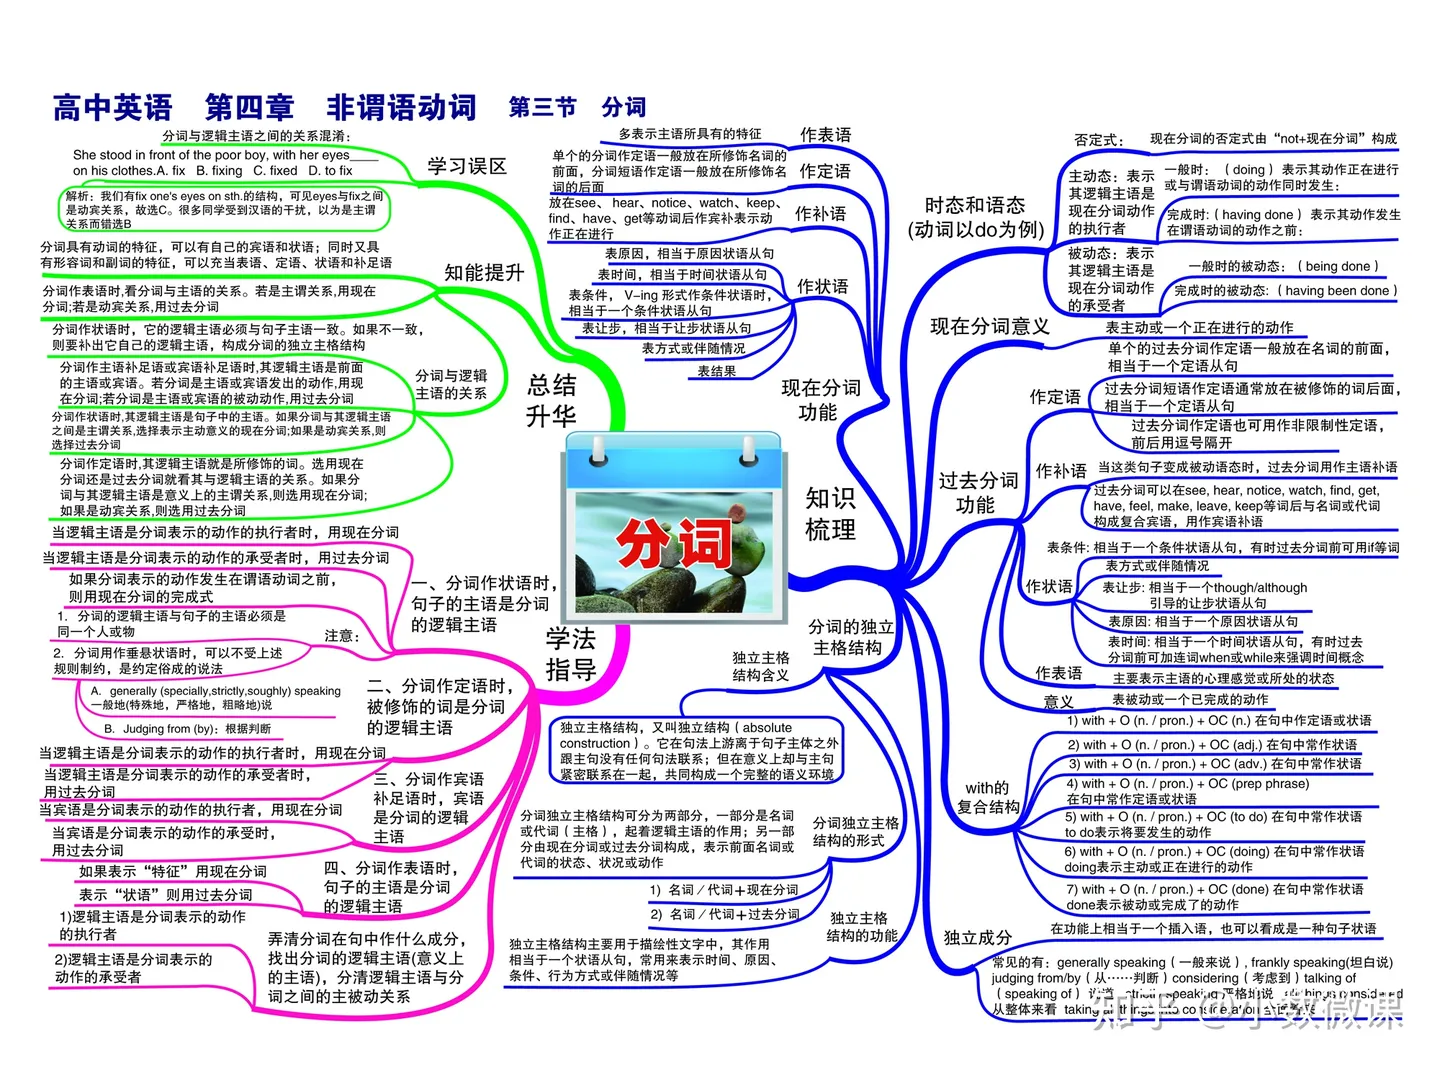 高中英语 第四章 非谓语动词 第三节 分词
分词与逻辑主语之间的关系混淆：
She stood in front of the poor boy, with her eyes____
on his clothes.A. fix B. fixing C. fixed D. to fix
学习误区
解析：我们有fix one's eyes on sth.的结构，可见eyes与fix之间
是动宾关系，故选C。很多同学受到汉语的干扰，以为是主谓
关系而错选B
分词具有动词的特征，可以有自己的宾语和状语；同时又具
有形容词和副词的特征，可以充当表语、定语、状语和补足语
知能提升
分词作表语时,看分词与主语的关系。若是主谓关系,用现在
分词;若是动宾关系,用过去分词
分词作状语时，它的逻辑主语必须与句子主语一致。如果不一致，
则要补出它自己的逻辑主语，构成分词的独立主格结构
分词作主语补足语或宾语补足语时,其逻辑主语是前面
的主语或宾语。若分词是主语或宾语发出的动作,用现
在分词;若分词是主语或宾语的被动动作,用过去分词
分词与逻辑
主语的关系
分词作状语时,其逻辑主语是句子中的主语。如果分词与其逻辑主语
之间是主谓关系,选择表示主动意义的现在分词;如果是动宾关系,则
选择过去分词
分词作定语时,其逻辑主语就是所修饰的词。选用现在
分词还是过去分词就看其与逻辑主语的关系。如果分
词与其逻辑主语是意义上的主谓关系,则选用现在分词;
如果是动宾关系,则选用过去分词
总结
升华
分词
当逻辑主语是分词表示的动作的执行者时，用现在分词
当逻辑主语是分词表示的动作的承受者时，用过去分词
如果分词表示的动作发生在谓语动词之前，
则用现在分词的完成式
一、分词作状语时，
句子的主语是分词
的逻辑主语
1. 分词的逻辑主语与句子的主语必须是
同一个人或物
注意：
2. 分词用作垂悬状语时，可以不受上述
规则制约，是约定俗成的说法
A. generally (specially,strictly,soughly) speaking
一般地(特殊地，严格地，粗略地)说
B. Judging from (by)：根据判断
学法
指导
二、分词作定语时，
被修饰的词是分词
的逻辑主语
当逻辑主语是分词表示的动作的执行者时，用现在分词
当逻辑主语是分词表示的动作的承受者时，
用过去分词
三、分词作宾语
补足语时，宾语
是分词的逻辑
主语
当宾语是分词表示的动作的执行者，用现在分词
当宾语是分词表示的动作的承受时，
用过去分词
四、分词作表语时，
句子的主语是分词
的逻辑主语
如果表示“特征”用现在分词
表示“状语”则用过去分词
1)逻辑主语是分词表示的动作
的执行者
2)逻辑主语是分词表示的
动作的承受者
弄清分词在句中作什么成分，
找出分词的逻辑主语(意义上
的主语)，分清逻辑主语与分
词之间的主被动关系
知识
梳理
现在分词
功能
多表示主语所具有的特征
作表语
单个的分词作定语一般放在所修饰名词的
前面，分词短语作定语一般放在所修饰名
词的后面
作定语
放在see、hear、notice、watch、keep、
find、have、get等动词后作宾补表示动
作正在进行
作补语
表原因，相当于原因状语从句
表时间，相当于时间状语从句
表条件， V-ing 形式作条件状语时，
相当于一个条件状语从句
表让步，相当于让步状语从句
表方式或伴随情况
表结果
作状语
时态和语态
(动词以do为例)
否定式：
现在分词的否定式由“not+现在分词”构成
主动态：表示
其逻辑主语是
现在分词动作
的执行者
一般时：（doing）表示其动作正在进行
或与谓语动词的动作同时发生：
完成时:（having done）表示其动作发生
在谓语动词的动作之前：
被动态：表示
其逻辑主语是
现在分词动作
的承受者
一般时的被动态:（being done）
完成时的被动态:（having been done）
现在分词意义
表主动或一个正在进行的动作
过去分词
功能
作定语
单个的过去分词作定语一般放在名词的前面，
相当于一个定语从句
过去分词短语作定语通常放在被修饰的词后面，
相当于一个定语从句
过去分词作定语也可用作非限制性定语，
前后用逗号隔开
作补语
当这类句子变成被动语态时，过去分词用作主语补语
过去分词可以在see, hear, notice, watch, find, get,
have, feel, make, leave, keep等词后与名词或代词
构成复合宾语，用作宾语补语
作状语
表条件: 相当于一个条件状语从句，有时过去分词前可用if等词
表方式或伴随情况
表让步: 相当于一个though/although
引导的让步状语从句
表原因: 相当于一个原因状语从句
表时间: 相当于一个时间状语从句，有时过去
分词前可加连词when或while来强调时间概念
作表语
主要表示主语的心理感觉或所处的状态
意义
表被动或一个已完成的动作
分词的独立
主格结构
独立主格
结构含义
独立主格结构，又叫独立结构（absolute
construction）。它在句法上游离于句子主体之外
跟主句没有任何句法联系；但在意义上却与主句
紧密联系在一起，共同构成一个完整的语义环境
分词独立主格
结构的形式
分词独立主格结构可分为两部分，一部分是名词
或代词（主格），起着逻辑主语的作用；另一部
分由现在分词或过去分词构成，表示前面名词或
代词的状态、状况或动作
1) 名词／代词＋现在分词
2) 名词／代词＋过去分词
独立主格
结构的功能
独立主格结构主要用于描绘性文字中，其作用
相当于一个状语从句，常用来表示时间、原因、
条件、行为方式或伴随情况等
with的
复合结构
1) with + O (n. / pron.) + OC (n.) 在句中作定语或状语
2) with + O (n. / pron.) + OC (adj.) 在句中常作状语
3) with + O (n. / pron.) + OC (adv.) 在句中常作状语
4) with + O (n. / pron.) + OC (prep phrase)
在句中常作定语或状语
5) with + O (n. / pron.) + OC (to do) 在句中常作状语
to do表示将要发生的动作
6) with + O (n. / pron.) + OC (doing) 在句中常作状语
doing表示主动或正在进行的动作
7) with + O (n. / pron.) + OC (done) 在句中常作状语
done表示被动或完成了的动作
独立成分
在功能上相当于一个插入语，也可以看成是一种句子状语
常见的有：generally speaking（一般来说）, frankly speaking(坦白说)
judging from/by（从……判断）considering（考虑到）talking of
（speaking of）说道 strictly speaking 严格地说 all things considered
从整体来看 taking all things into consideration
知乎 @小数微课